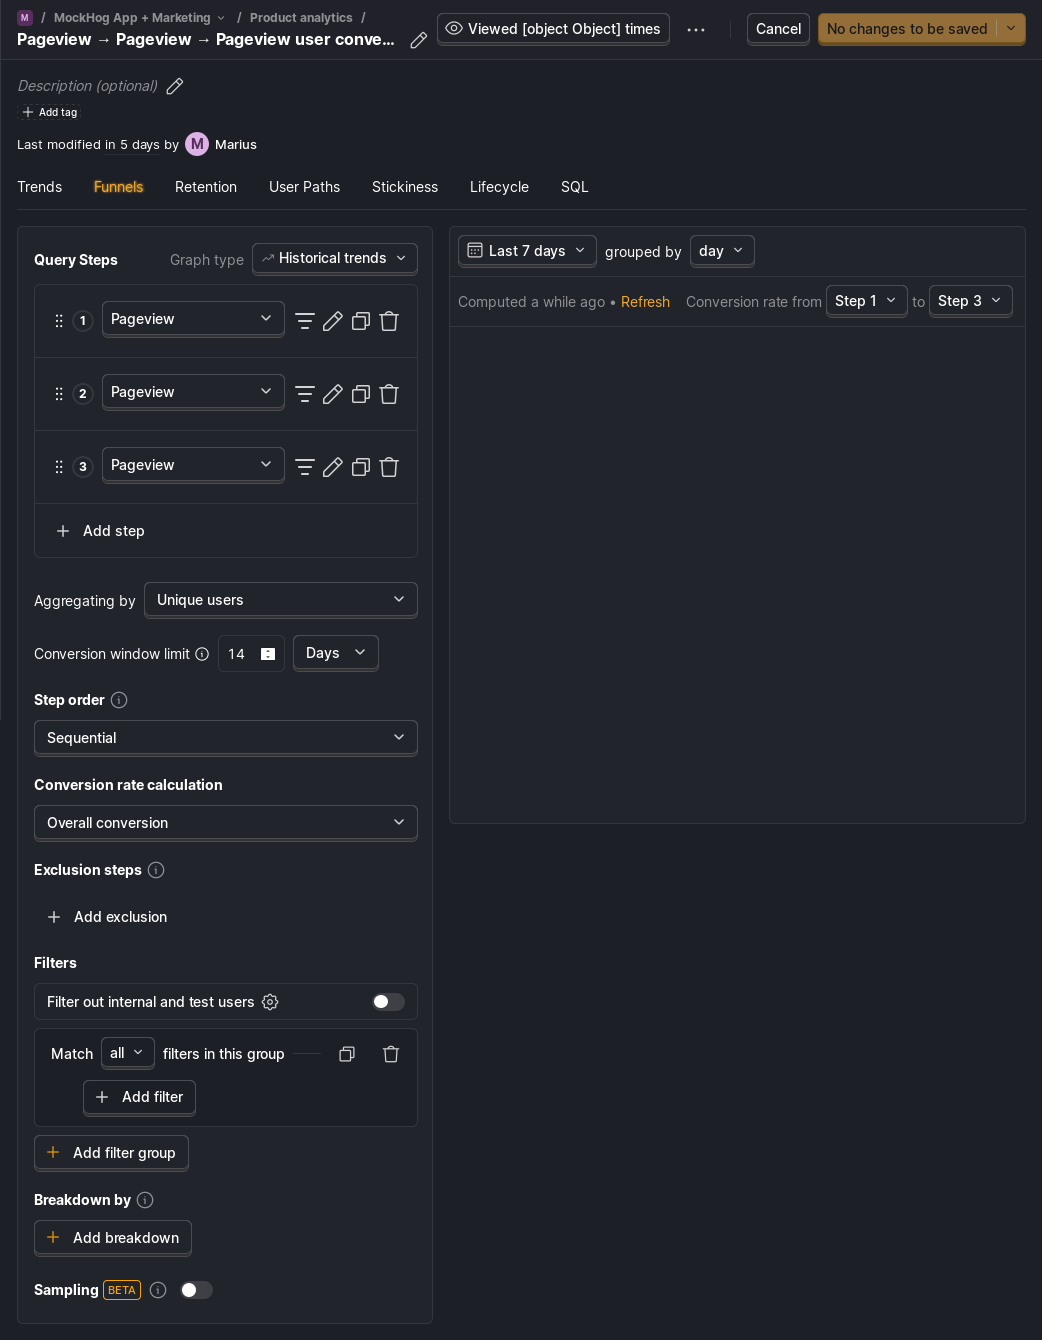 M / MockHog App + Marketing / Product analytics /
Pageview → Pageview → Pageview user conve...
Viewed [object Object] times
Cancel
No changes to be saved
Description (optional)
Add tag
Last modified in 5 days by M Marius
Trends Funnels Retention User Paths Stickiness Lifecycle SQL
Query Steps Graph type Historical trends
1 Pageview
2 Pageview
3 Pageview
Add step
Aggregating by Unique users
Conversion window limit 14 Days
Step order
Sequential
Conversion rate calculation
Overall conversion
Exclusion steps
Add exclusion
Filters
Filter out internal and test users
Match all filters in this group
Add filter
Add filter group
Breakdown by
Add breakdown
Sampling BETA
Last 7 days grouped by day
Computed a while ago • Refresh Conversion rate from Step 1 to Step 3